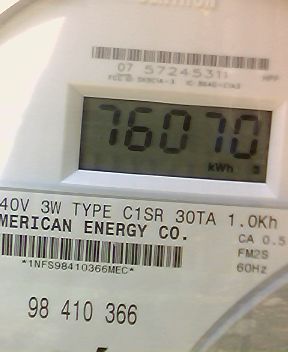 07 57245311 HPP
76070
kWh
40V 3W TYPE C1SR 30TA 1.0Kh
MERICAN ENERGY CO.
CA 0.5
FM2S
*1NFS98410366MEC*
60Hz
98 410 366